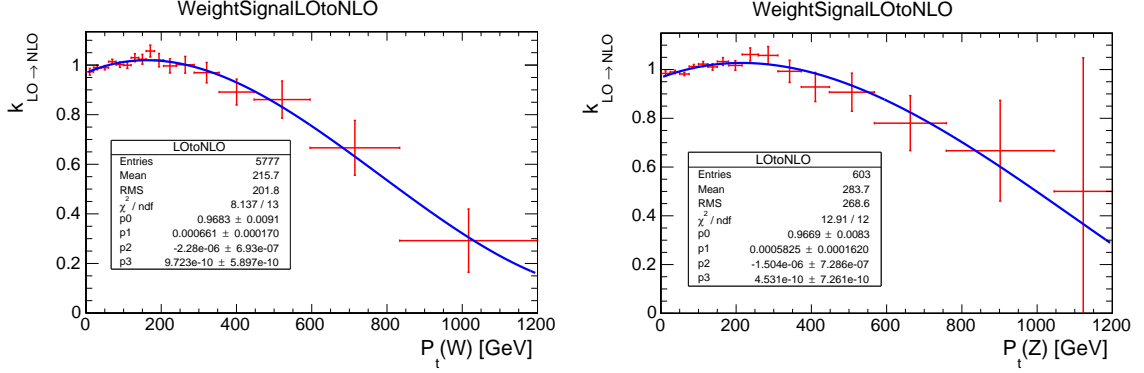 WeightSignalLOtoNLO
k LO → NLO
1
0.8
0.6
0.4
0.2
0
LOtoNLO
Entries 5777
Mean 215.7
RMS 201.8
χ² / ndf 8.137 / 13
p0 0.9683 ± 0.0091
p1 0.000661 ± 0.000170
p2 -2.28e-06 ± 6.93e-07
p3 9.723e-10 ± 5.897e-10
0 200 400 600 800 1000 1200
P_t(W) [GeV]
WeightSignalLOtoNLO
k LO → NLO
1
0.8
0.6
0.4
0.2
0
LOtoNLO
Entries 603
Mean 283.7
RMS 268.6
χ² / ndf 12.91 / 12
p0 0.9669 ± 0.0083
p1 0.0005825 ± 0.0001620
p2 -1.504e-06 ± 7.286e-07
p3 4.531e-10 ± 7.261e-10
0 200 400 600 800 1000 1200
P_t(Z) [GeV]